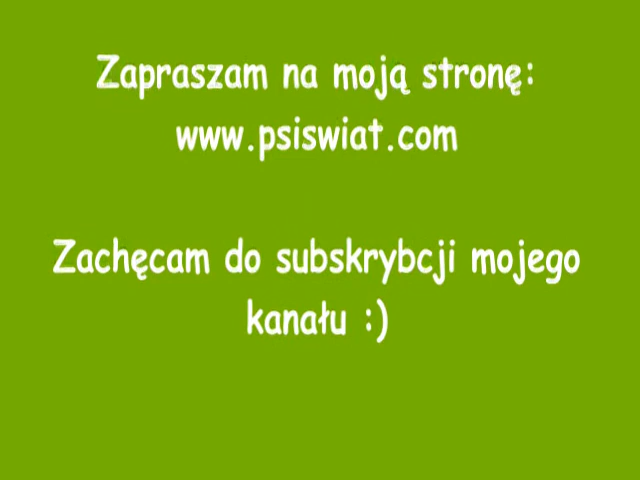 Zapraszam na moją stronę:
www.psiswiat.com
Zachęcam do subskrybcji mojego
kanału :)